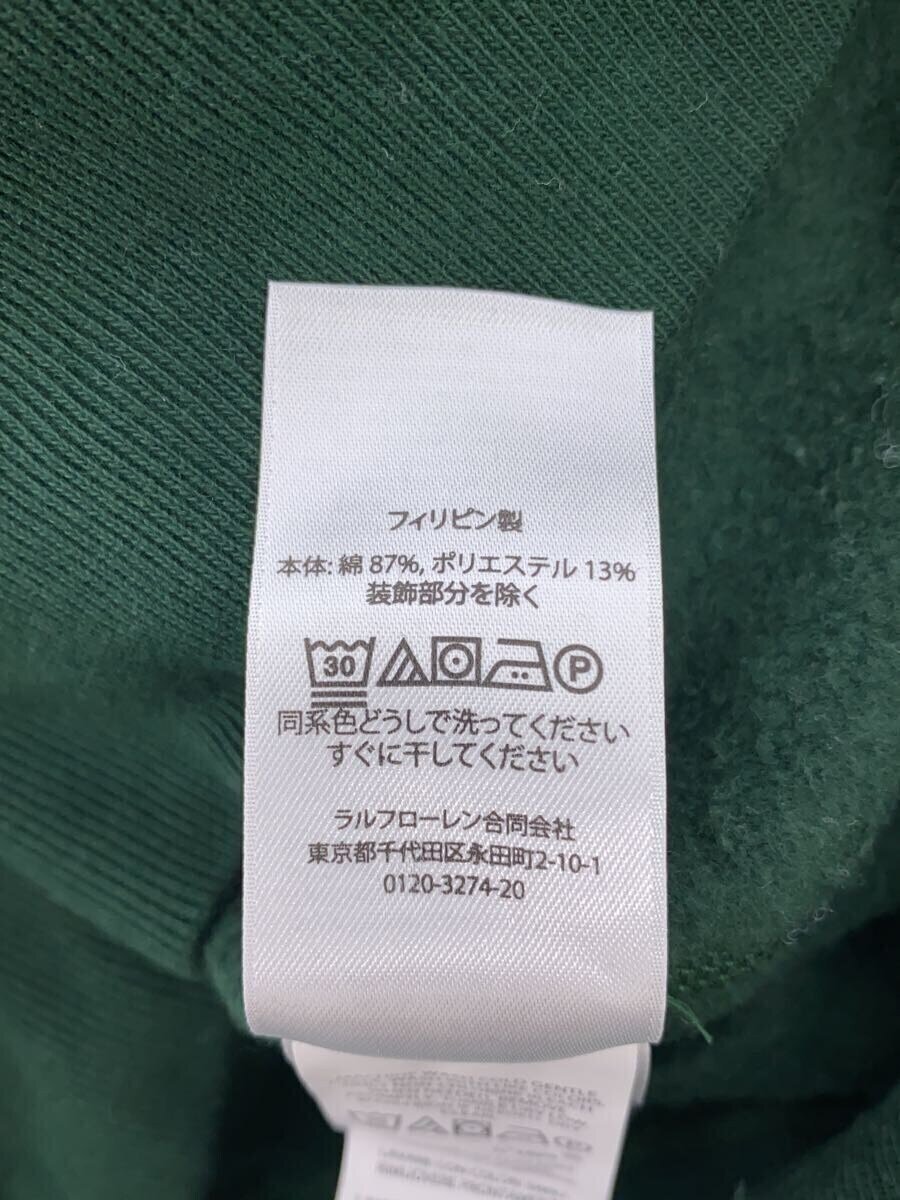 フィリピン製
本体: 綿 87%, ポリエステル 13%
装飾部分を除く
30 P
同系色どうしで洗ってください
すぐに干してください
ラルフローレン合同会社
東京都千代田区永田町2-10-1
0120-3274-20